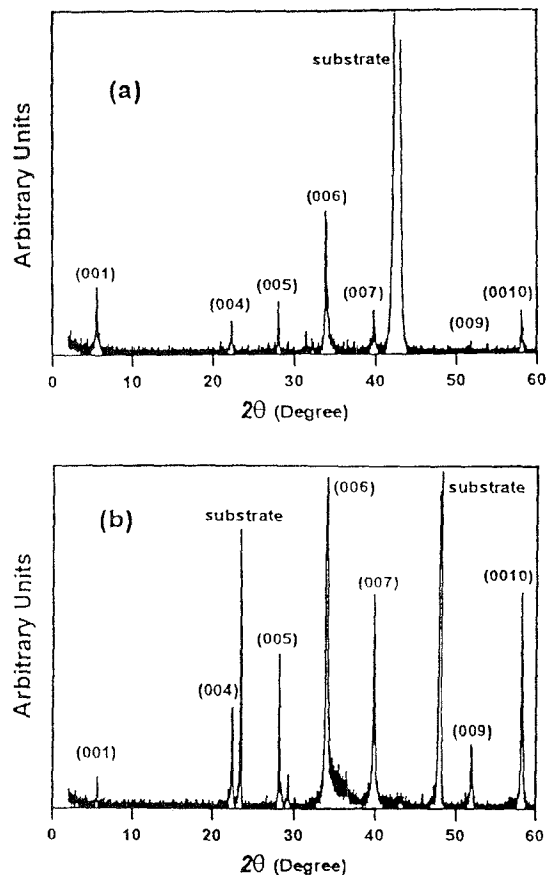 (a)
substrate
(006)
(001)
(005)
(007)
(0010)
(004)
(009)
Arbitrary Units
0 10 20 30 40 50 60
2θ (Degree)
(b)
substrate
(006)
substrate
(007)
(0010)
(005)
(004)
(009)
(001)
Arbitrary Units
0 10 20 30 40 50 60
2θ (Degree)